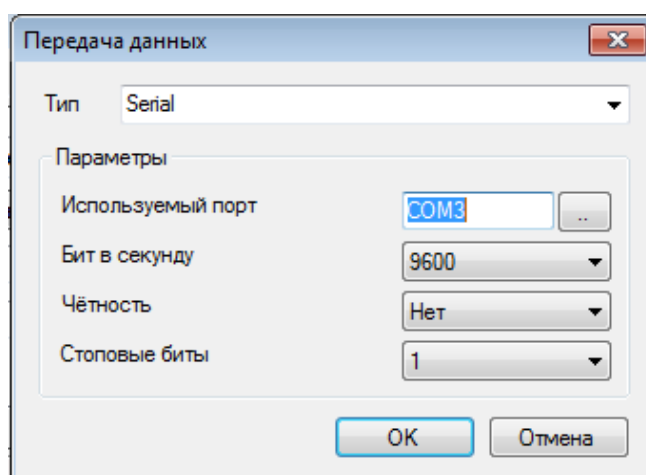 Передача данных
Тип Serial
Параметры
Используемый порт COM3 ..
Бит в секунду 9600
Чётность Нет
Стоповые биты 1
OK Отмена